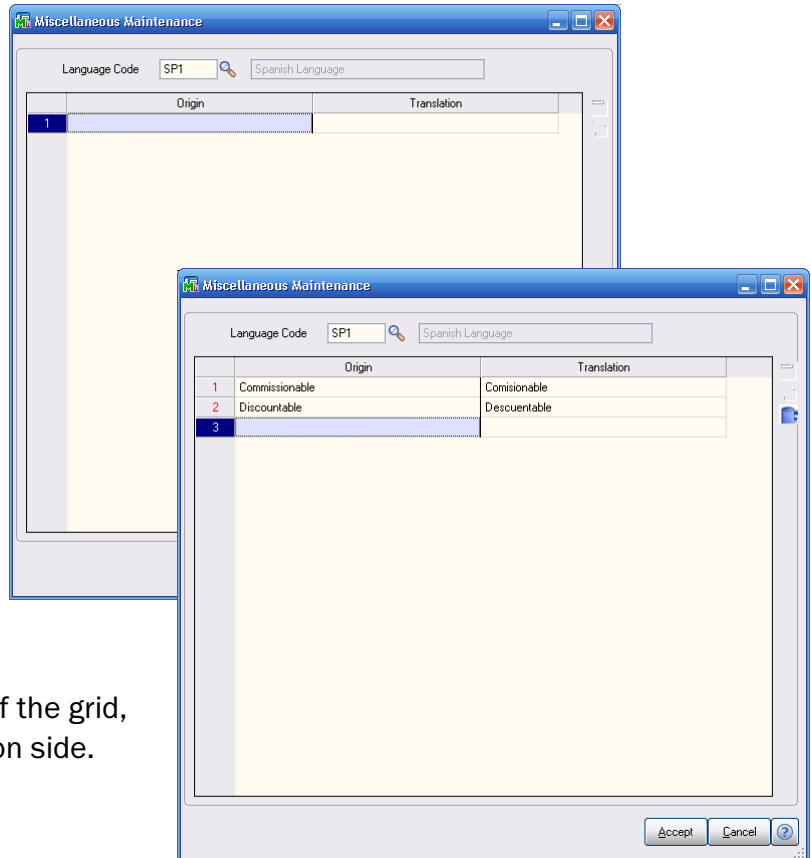 Miscellaneous Maintenance
Language Code SP1 Spanish Language
Origin Translation
1
Miscellaneous Maintenance
Language Code SP1 Spanish Language
Origin Translation
1 Commissionable Comisionable
2 Discountable Descuentable
3
Accept Cancel ?
f the grid,
on side.